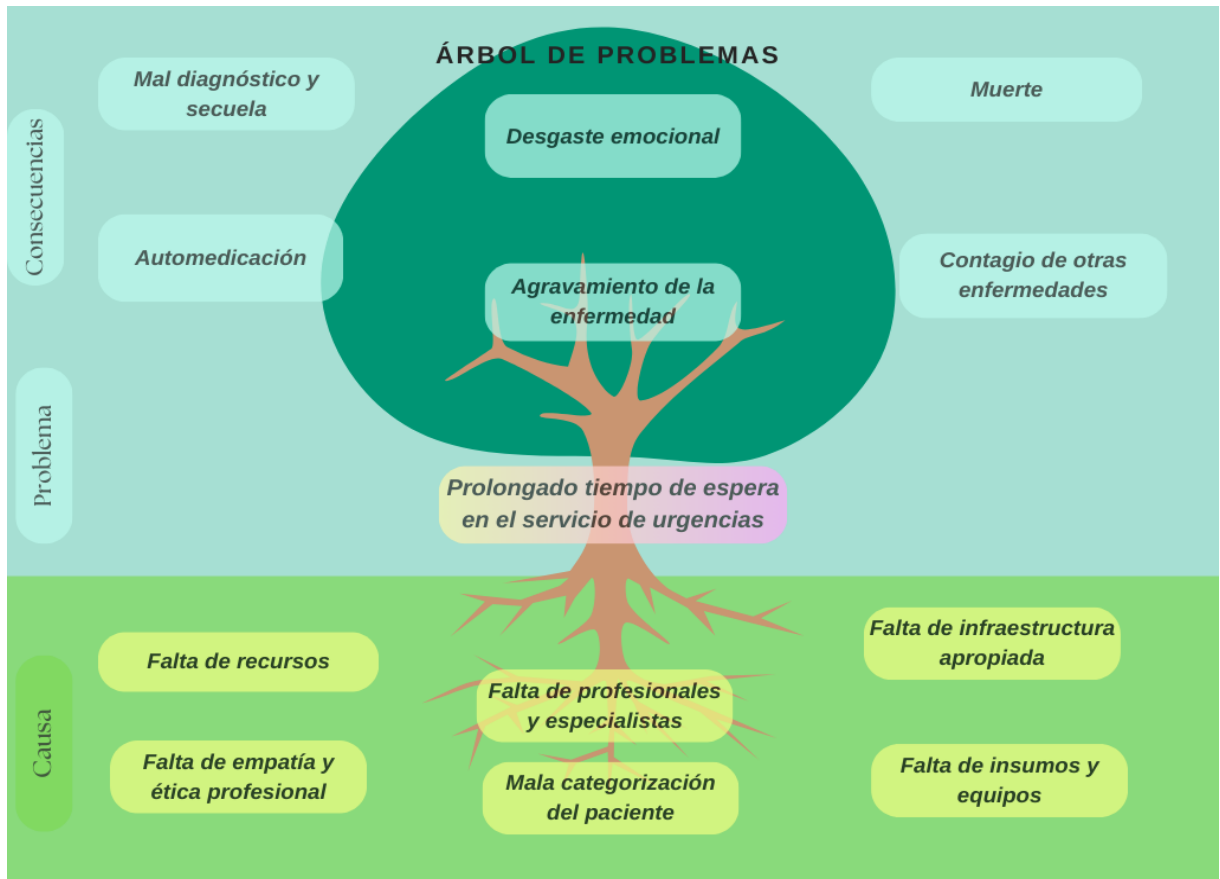 ÁRBOL DE PROBLEMAS
Consecuencias
Mal diagnóstico y
secuela
Desgaste emocional
Muerte
Automedicación
Agravamiento de la
enfermedad
Contagio de otras
enfermedades
Problema
Prolongado tiempo de espera
en el servicio de urgencias
Causa
Falta de recursos
Falta de profesionales
y especialistas
Falta de infraestructura
apropiada
Falta de empatía y
ética profesional
Mala categorización
del paciente
Falta de insumos y
equipos